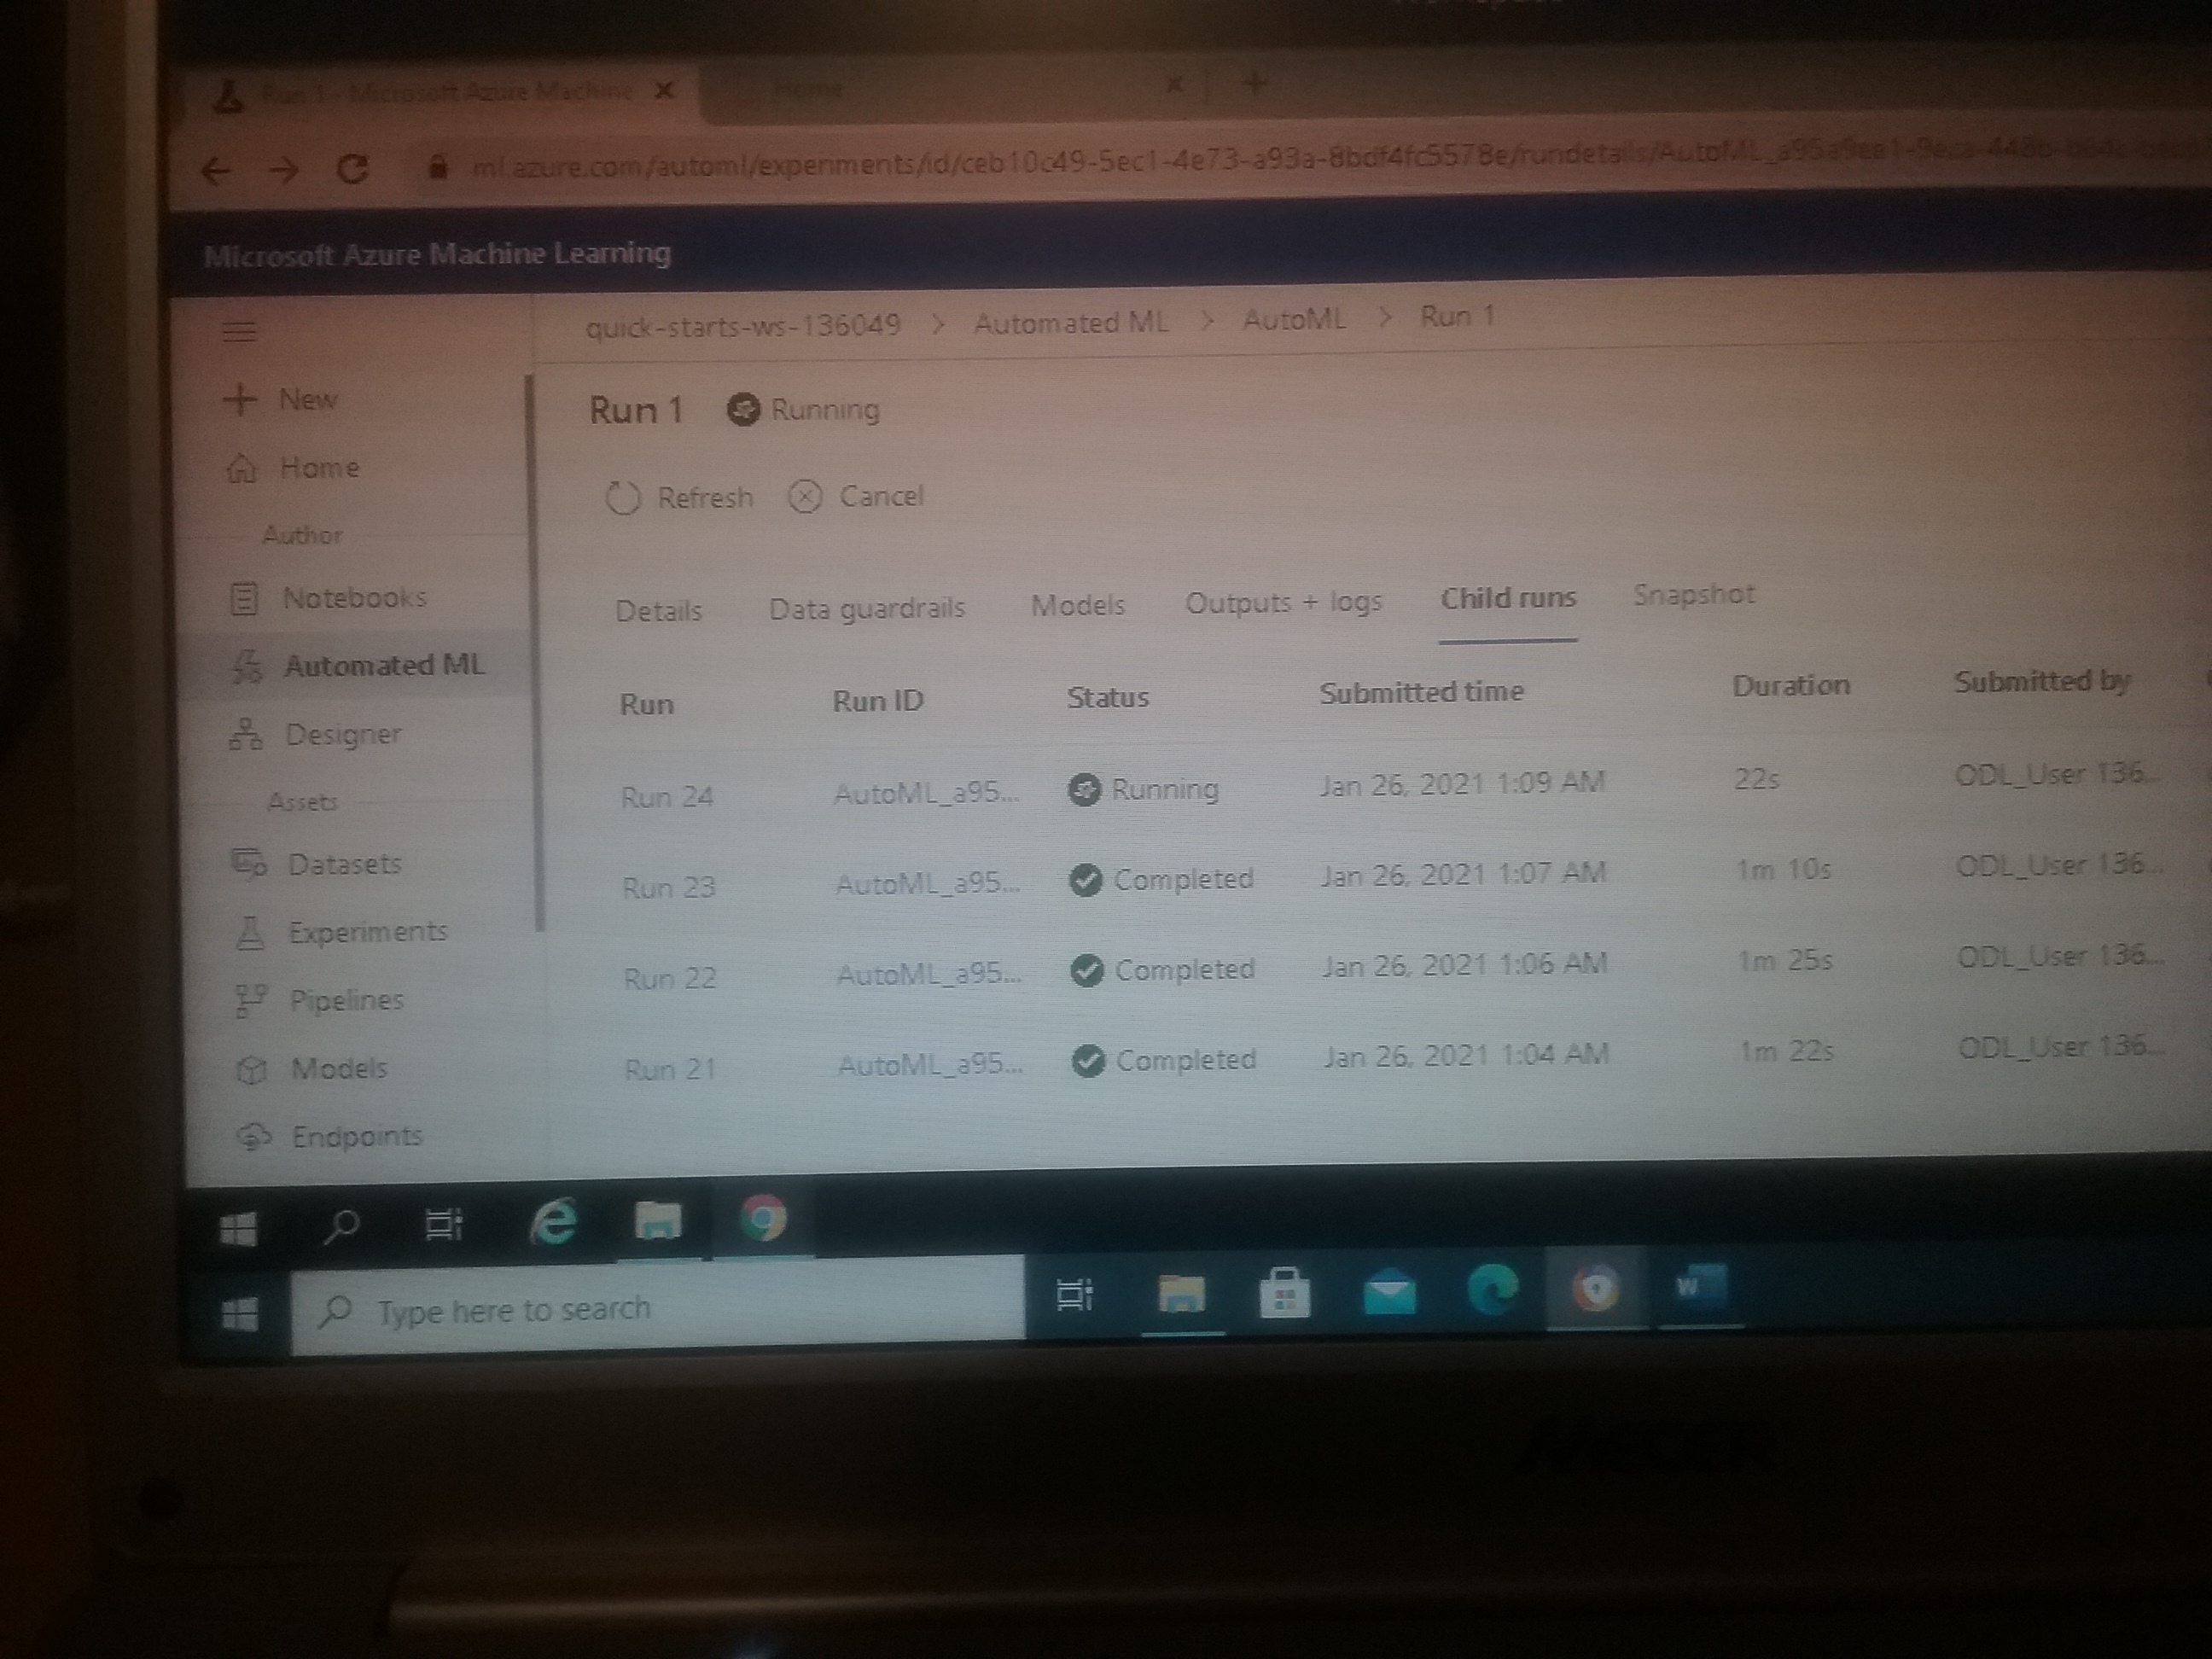 Run 1 - Microsoft Azure Machine
Home
ml.azure.com/automl/experiments/id/ceb10c49-5ec1-4e73-a93a-8bdf4fc5578e/rundetails/AutoML_a95a9ee1-9eca-448b-b64c-
Microsoft Azure Machine Learning
quick-starts-ws-136049 > Automated ML > AutoML > Run 1
New
Home
Author
Notebooks
Automated ML
Designer
Assets
Datasets
Experiments
Pipelines
Models
Endpoints
Run 1 Running
Refresh Cancel
Details Data guardrails Models Outputs + logs Child runs Snapshot
Run Run ID Status Submitted time Duration Submitted by
Run 24 AutoML_a95... Running Jan 26, 2021 1:09 AM 22s ODL_User 136...
Run 23 AutoML_a95... Completed Jan 26, 2021 1:07 AM 1m 10s ODL_User 136...
Run 22 AutoML_a95... Completed Jan 26, 2021 1:06 AM 1m 25s ODL_User 136...
Run 21 AutoML_a95... Completed Jan 26, 2021 1:04 AM 1m 22s ODL_User 136...
Type here to search
W
MECER